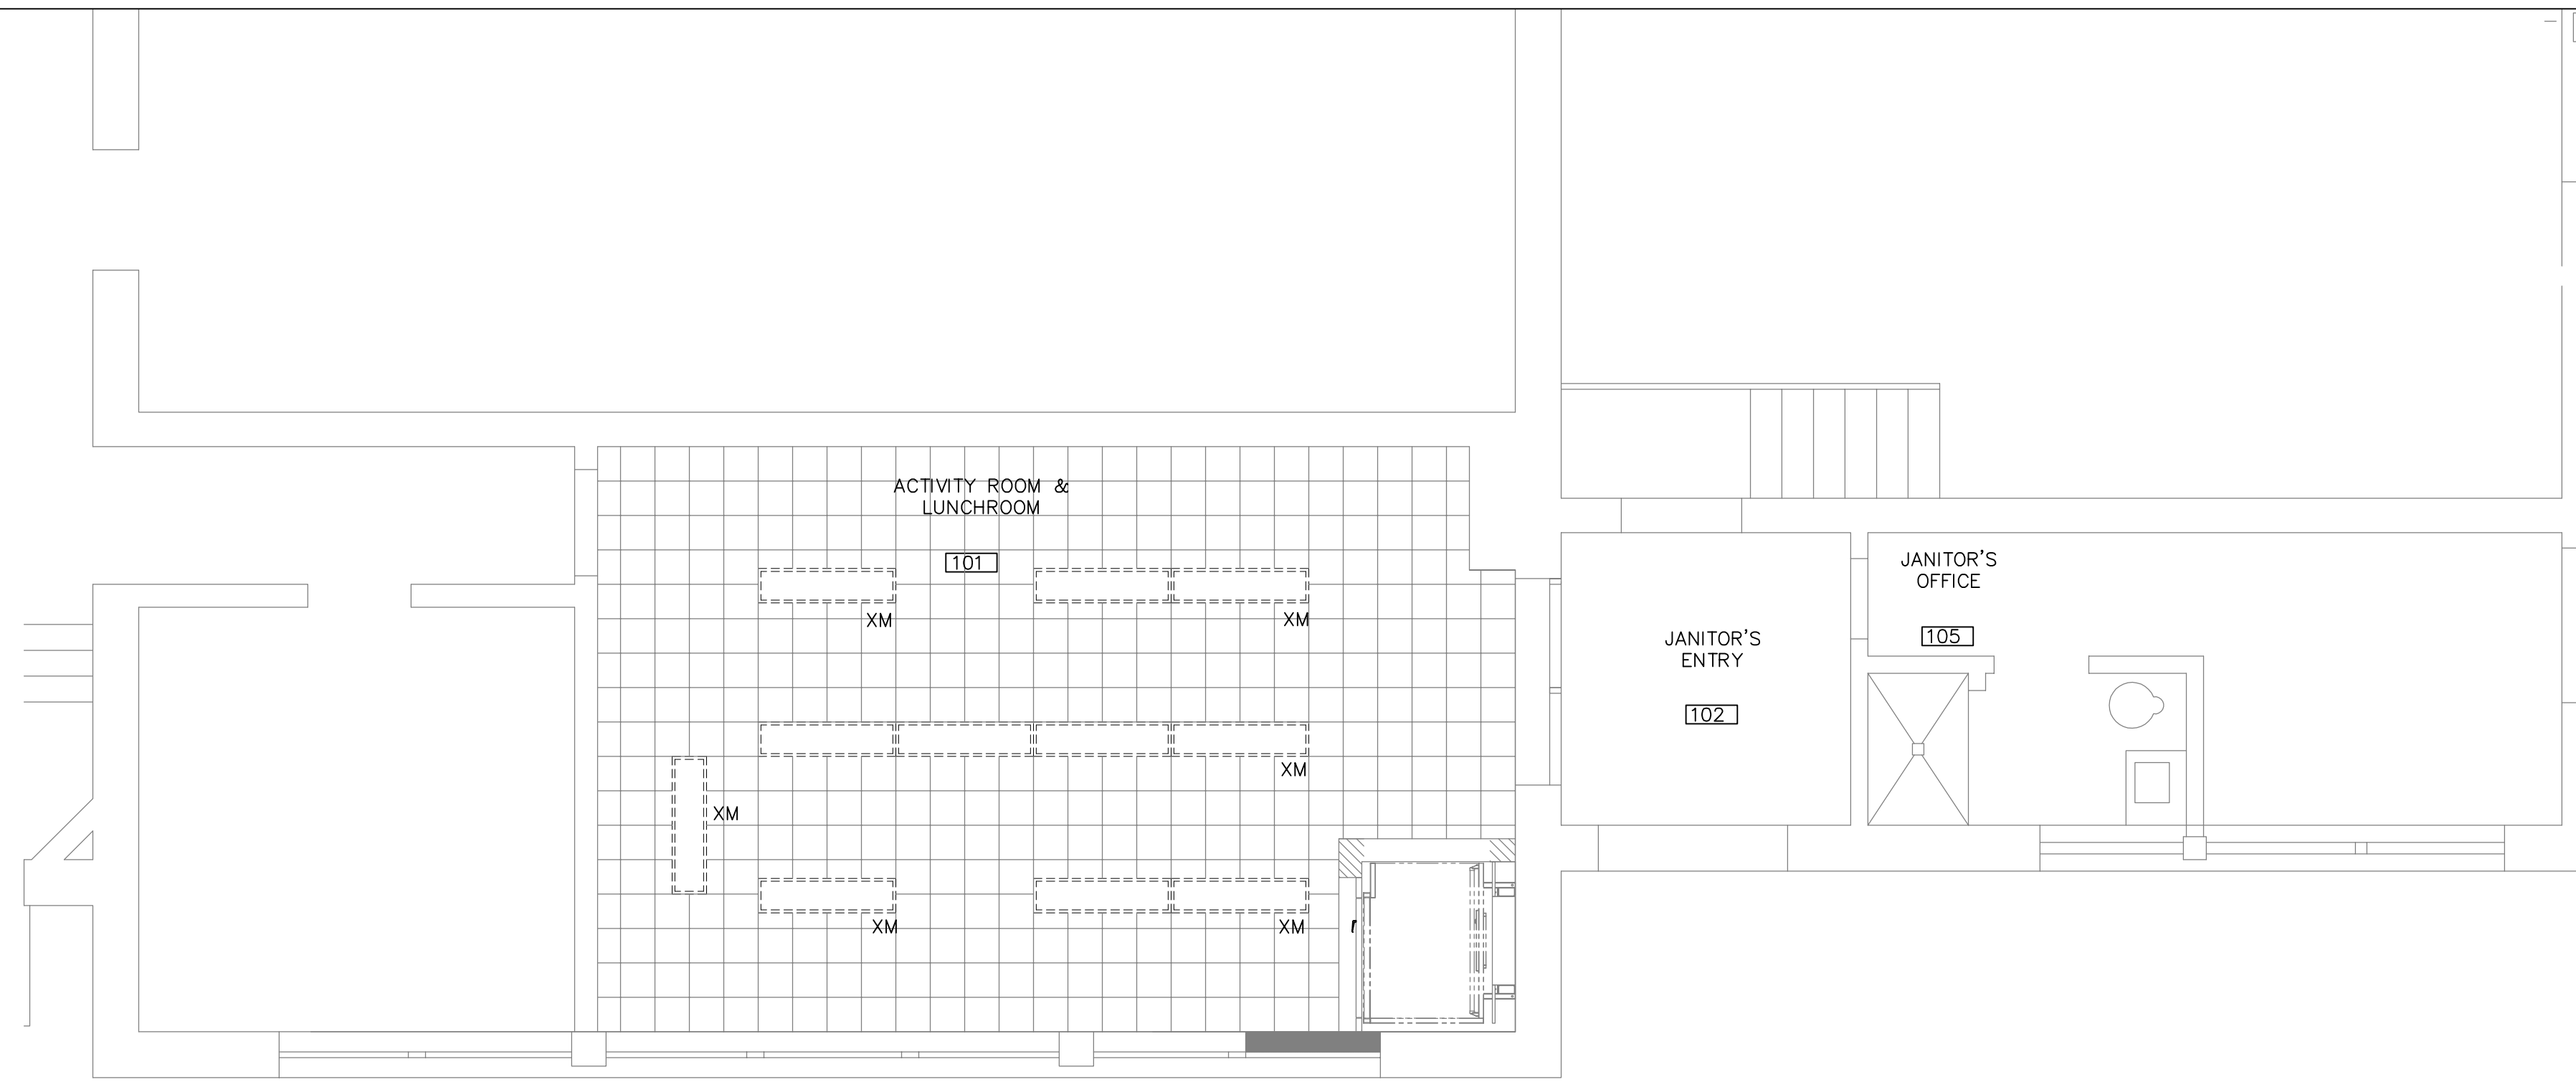 ACTIVITY ROOM &
LUNCHROOM
101
XM
XM
XM
XM
XM
XM
JANITOR'S
ENTRY
102
JANITOR'S
OFFICE
105